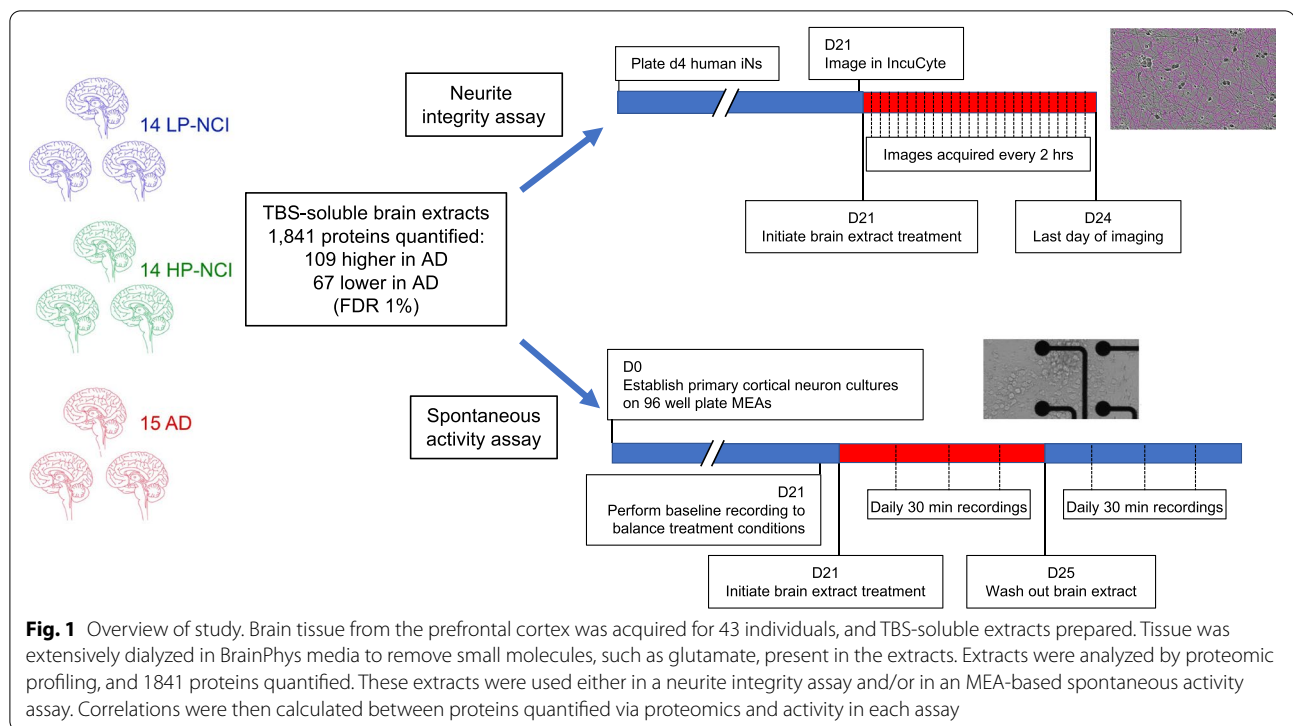 14 LP-NCI
14 HP-NCI
15 AD
TBS-soluble brain extracts
1,841 proteins quantified:
109 higher in AD
67 lower in AD
(FDR 1%)
Neurite
integrity assay
Plate d4 human iNs
D21
Image in IncuCyte
Images acquired every 2 hrs
D21
Initiate brain extract treatment
D24
Last day of imaging
Spontaneous
activity assay
D0
Establish primary cortical neuron cultures
on 96 well plate MEAs
D21
Perform baseline recording to
balance treatment conditions
Daily 30 min recordings
Daily 30 min recordings
D21
Initiate brain extract treatment
D25
Wash out brain extract
Fig. 1 Overview of study. Brain tissue from the prefrontal cortex was acquired for 43 individuals, and TBS-soluble extracts prepared. Tissue was
extensively dialyzed in BrainPhys media to remove small molecules, such as glutamate, present in the extracts. Extracts were analyzed by proteomic
profiling, and 1841 proteins quantified. These extracts were used either in a neurite integrity assay and/or in an MEA-based spontaneous activity
assay. Correlations were then calculated between proteins quantified via proteomics and activity in each assay